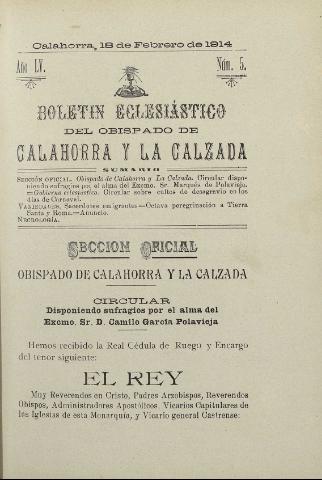 Calahorra, 18 de Febrero de 1914
Año LV. Núm. 5.
BOLETIN ECLESIÁSTICO
DEL OBISPADO DE
CALAHORRA Y LA CALZADA
SUMARIO
SECCIÓN OFICIAL. Obispado de Calahorra y La Calzada. Circular dispo-
niendo sufragios por el alma del Excmo. Sr. Marqués de Polavieja.
—Gobierno eclesiástico. Circular sobre cultos de desagravio en los
días de Carnaval.
VARIEDADES. Sacerdotes emigrantes—Octava peregrinación a Tierra
Santa y Roma.—Anuncio.
NECROLOGÍA.
SECCION OFICIAL
OBISPADO DE CALAHORRA Y LA CALZADA
CIRCULAR
Disponiendo sufragios por el alma del
Excmo. Sr. D. Camilo García Polavieja
Hemos recibido la Real Cédula de Ruego y Encargo
del tenor siguiente:
EL REY
Muy Reverendos en Cristo, Padres Arzobispos, Reverendos
Obispos, Administradores Apostólicos, Vicarios Capitulares de
las Iglesias de esta Monarquía, y Vicario general Castrense: